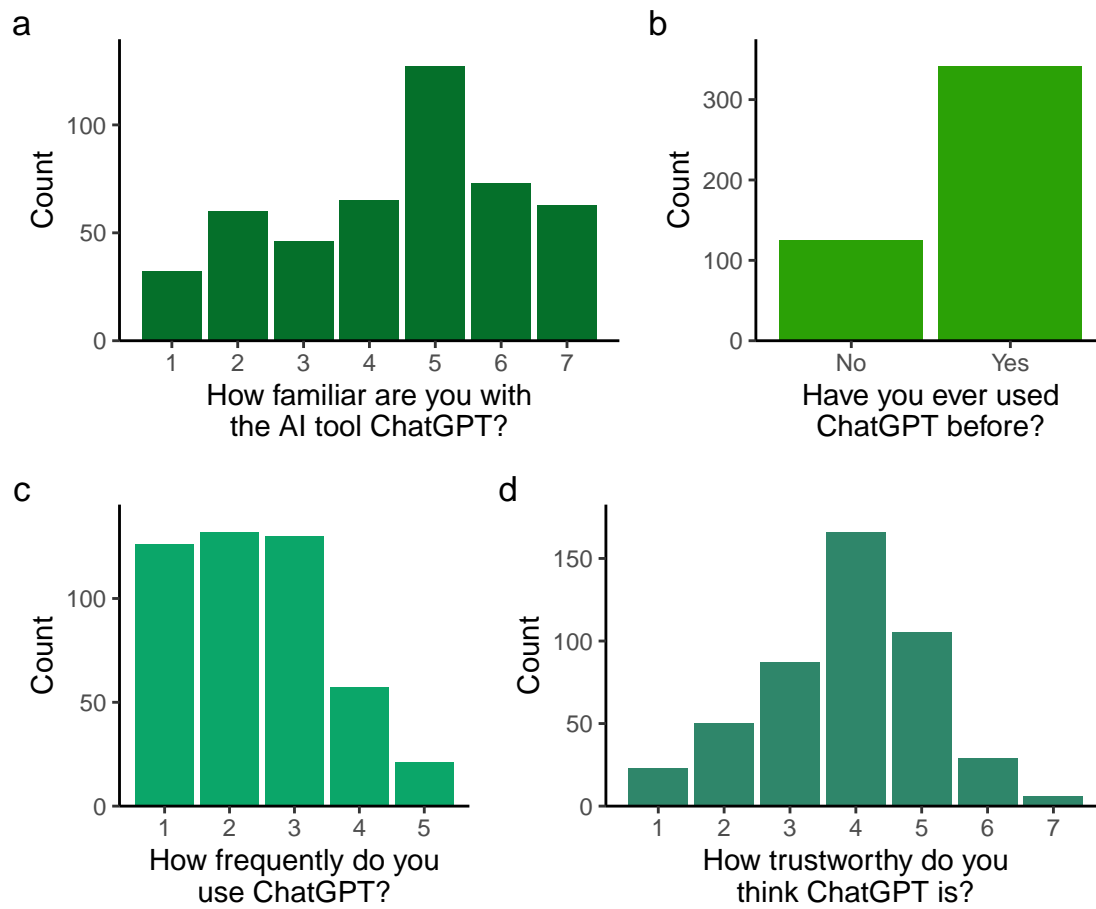 a
Count
100
50
0
1 2 3 4 5 6 7
How familiar are you with
the AI tool ChatGPT?
b
Count
300
200
100
0
No Yes
Have you ever used
ChatGPT before?
c
Count
100
50
0
1 2 3 4 5
How frequently do you
use ChatGPT?
d
Count
150
100
50
0
1 2 3 4 5 6 7
How trustworthy do you
think ChatGPT is?